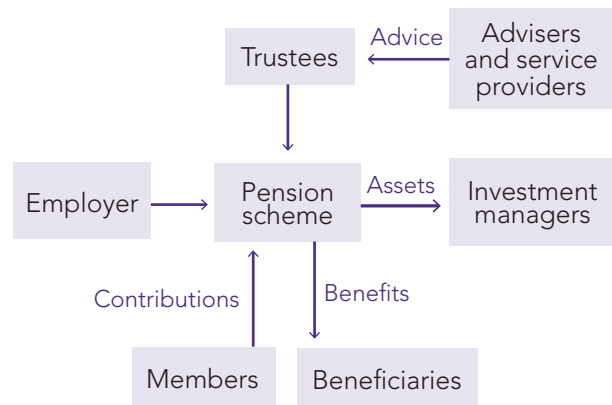 Advice
Advisers
and service
providers
Trustees
Employer
Pension
scheme
Assets
Investment
managers
Contributions
Benefits
Members
Beneficiaries